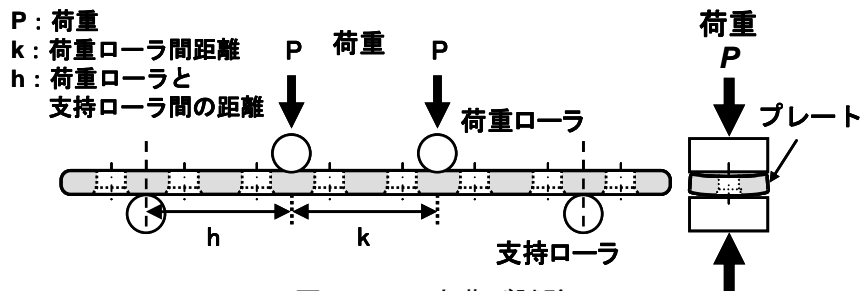 P : 荷重
k : 荷重ローラ間距離
h : 荷重ローラと
支持ローラ間の距離
P 荷重 P
荷重ローラ
h k
支持ローラ
荷重
P
プレート